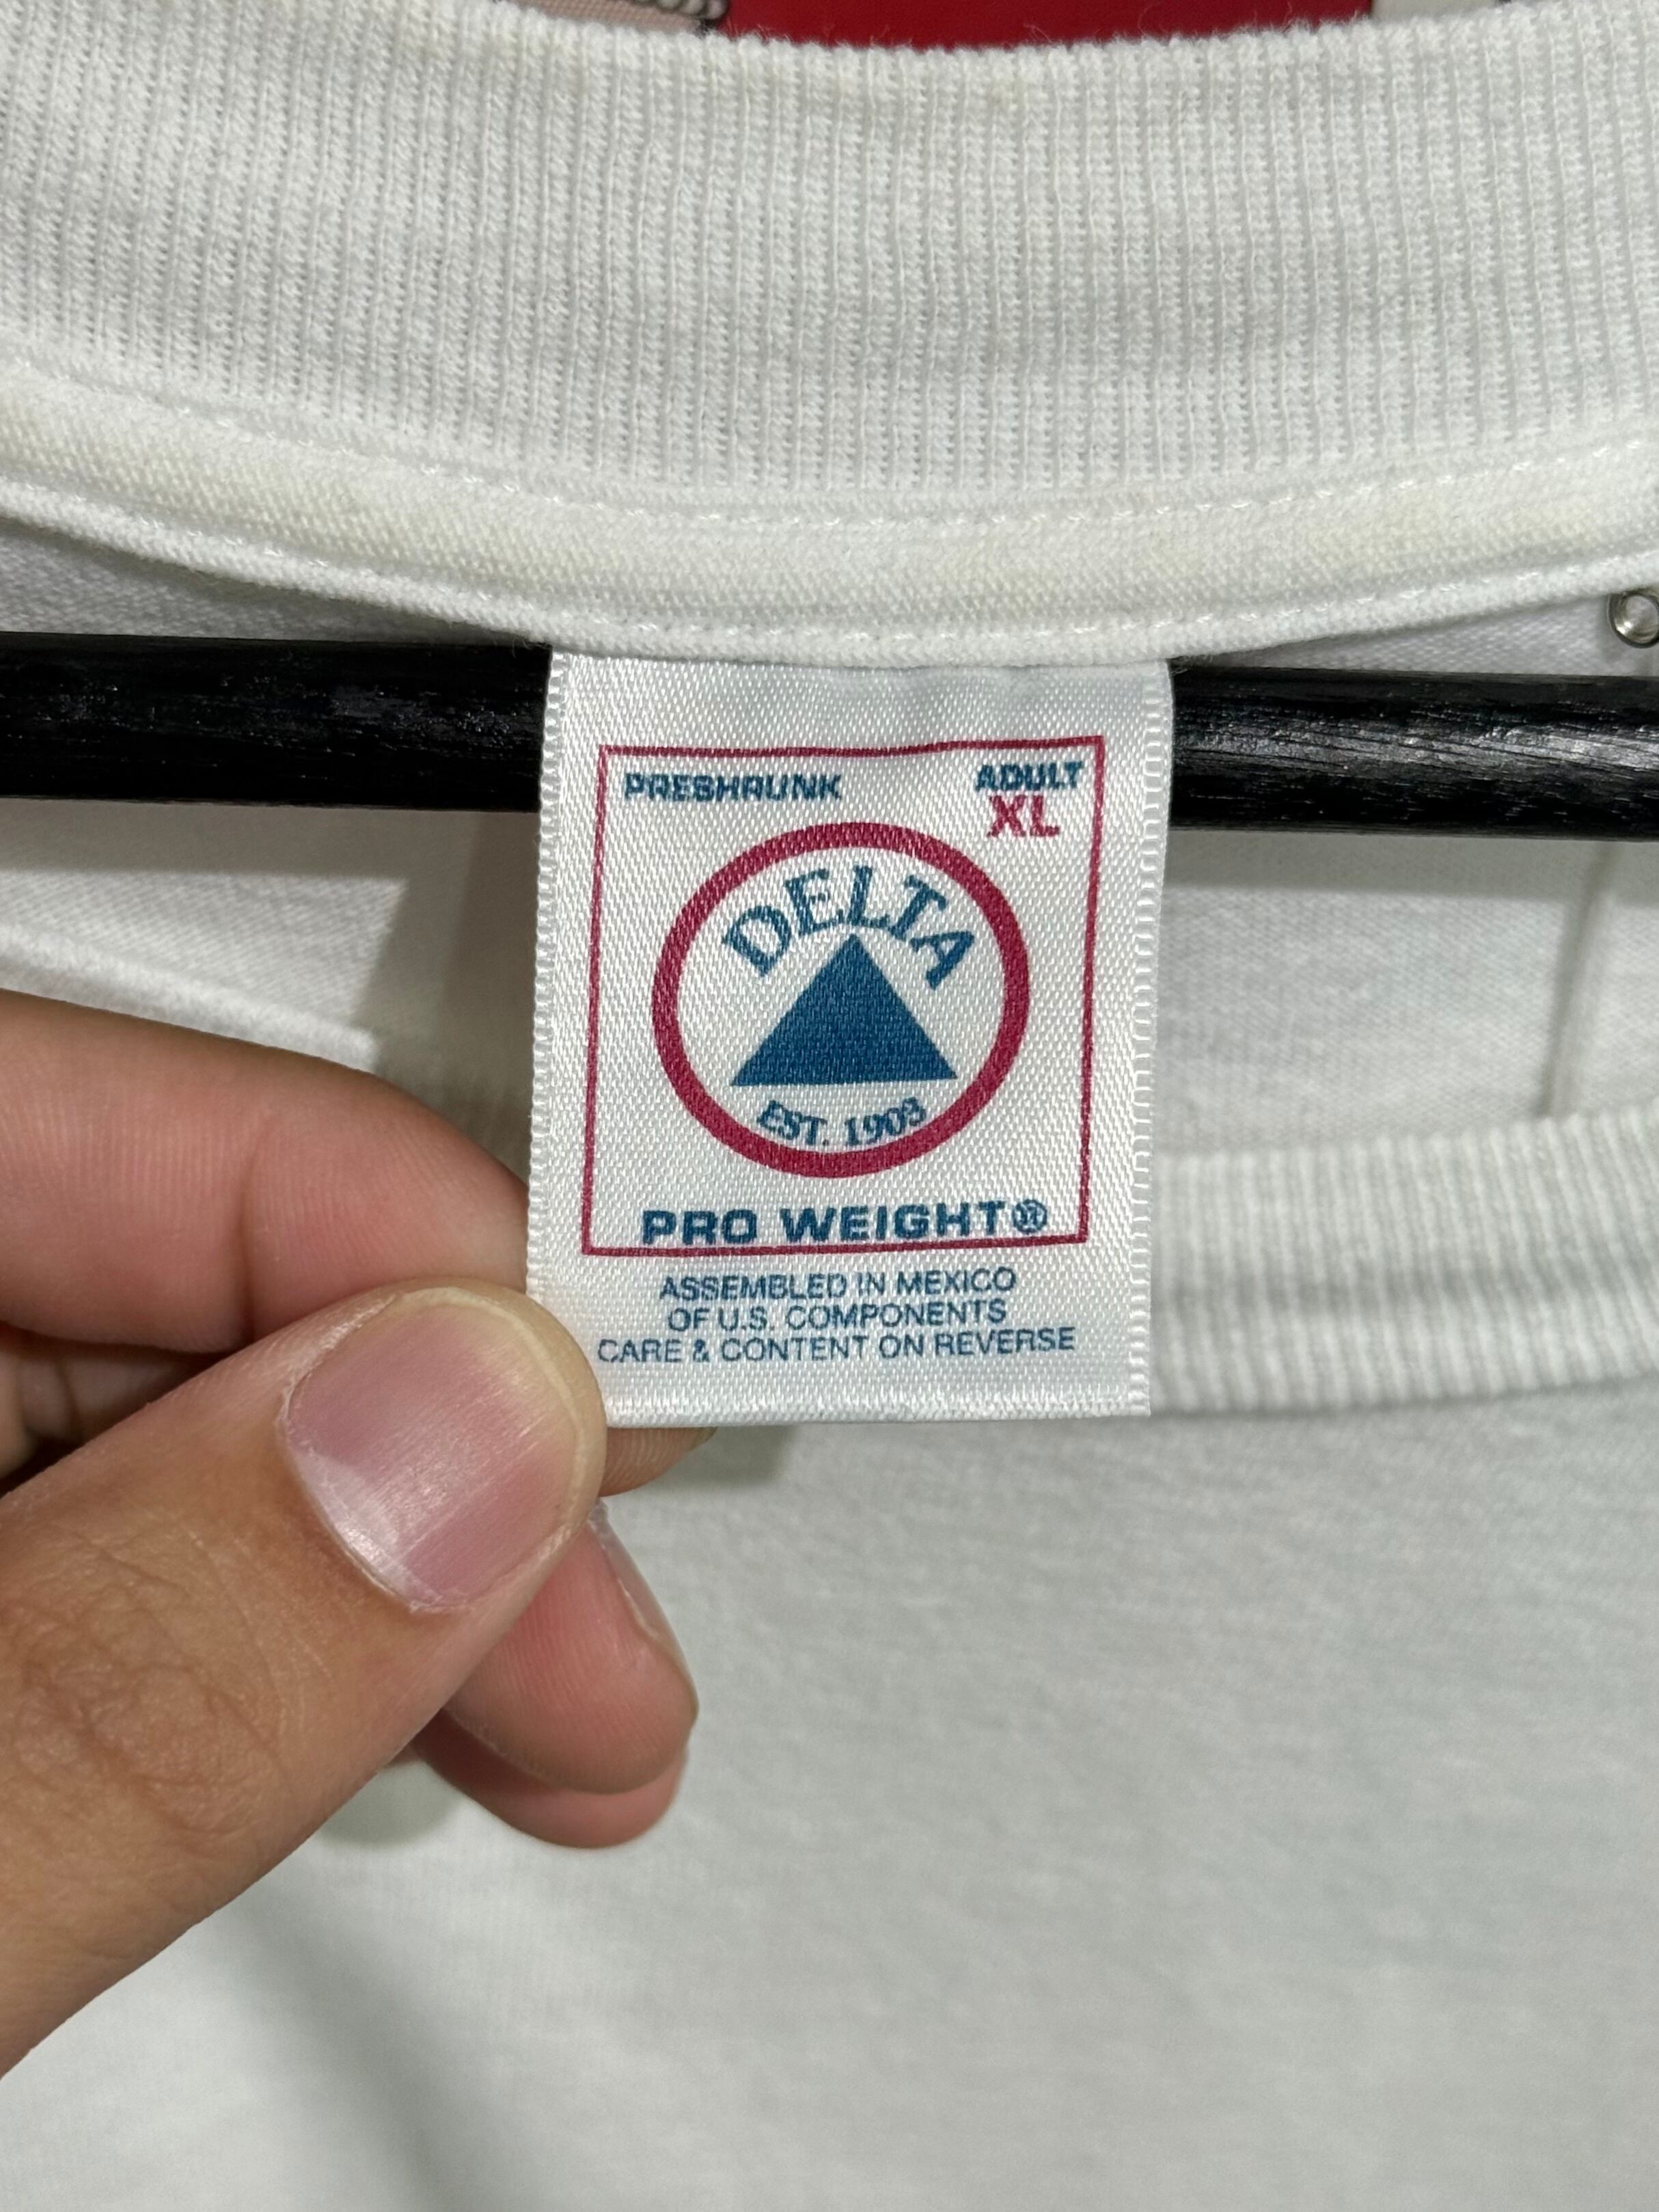 PRESHRUNK
ADULT
XL
DELTA
EST. 1903
PRO WEIGHT®
ASSEMBLED IN MEXICO
OF U.S. COMPONENTS
CARE & CONTENT ON REVERSE